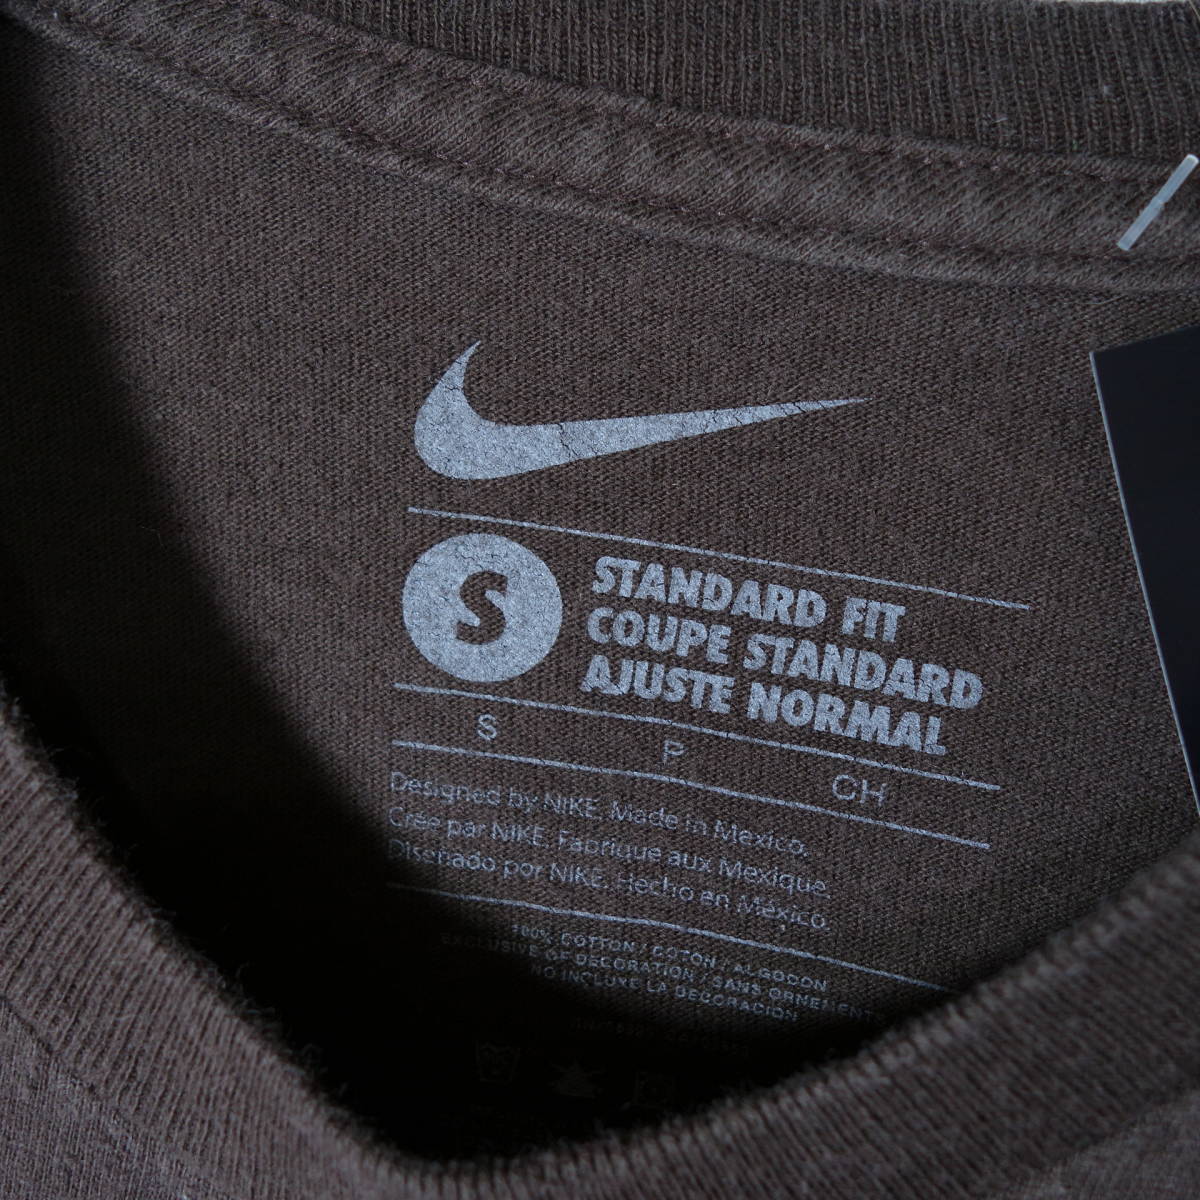 S
STANDARD FIT
COUPE STANDARD
AJUSTE NORMAL
S P CH
Designed by NIKE. Made in Mexico.
Créé par NIKE. Fabrique aux Mexique.
Diseñado por NIKE. Hecho en México.
100% COTTON / COTON / ALGODON
EXCLUSIVE OF DECORATION / SANS ORNEMENT
NO INCLUYE LA DECORACION